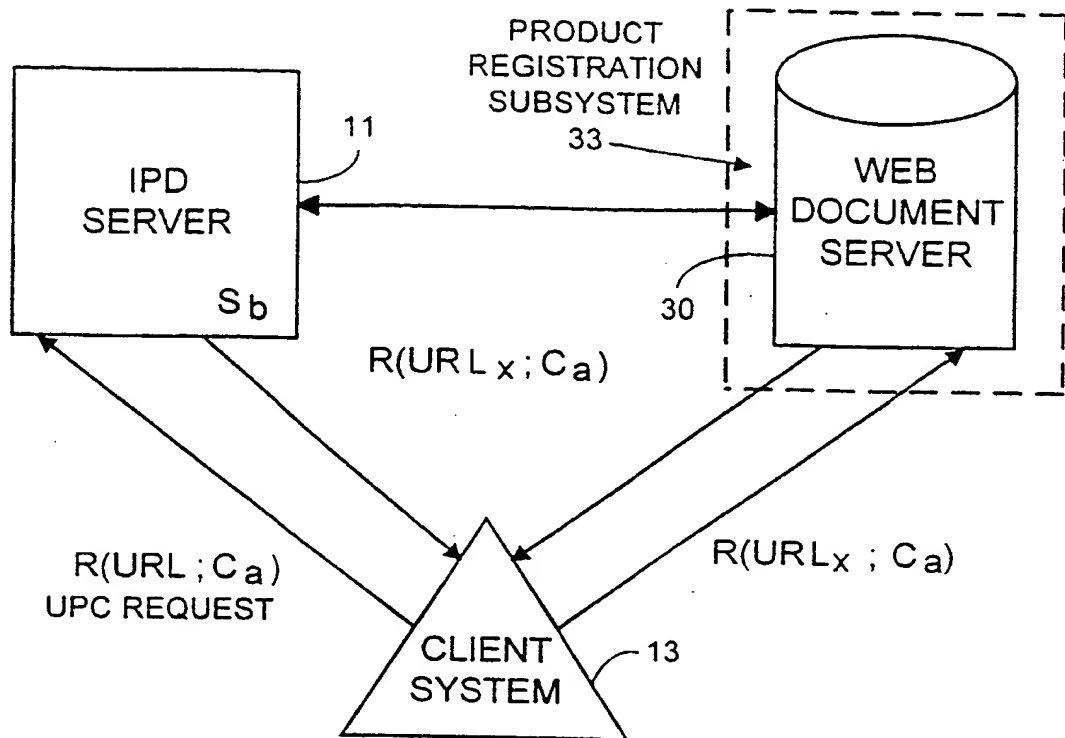 PRODUCT
REGISTRATION
SUBSYSTEM
33
11
IPD
SERVER
Sb
WEB
DOCUMENT
SERVER
30
R(URLx ; Ca)
R(URL ; Ca)
UPC REQUEST
R(URLx ; Ca)
CLIENT
SYSTEM
13